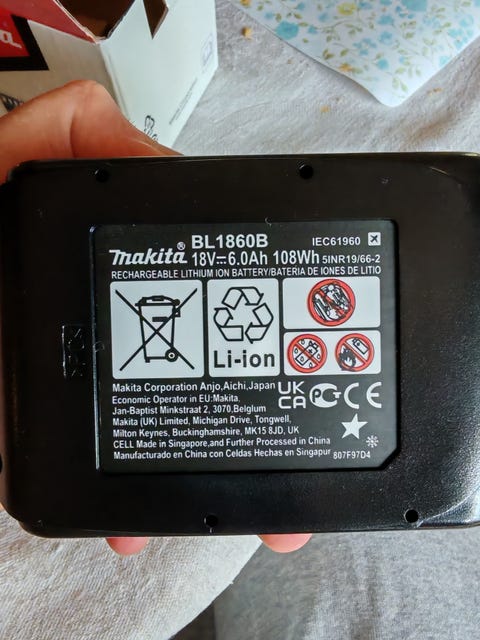 makita® BL1860B IEC61960
18V⎓6.0Ah 108Wh 5INR19/66-2
RECHARGEABLE LITHIUM ION BATTERY/BATERIA DE IONES DE LITIO
Li-ion
Makita Corporation Anjo,Aichi,Japan
Economic Operator in EU:Makita,
Jan-Baptist Minkstraat 2, 3070,Belgium
Makita (UK) Limited, Michigan Drive, Tongwell,
Milton Keynes, Buckinghamshire, MK15 8JD, UK
CELL Made in Singapore,and Further Processed in China
Manufacturado en China con Celdas Hechas en Singapur
UK
CA
CE
807F97D4